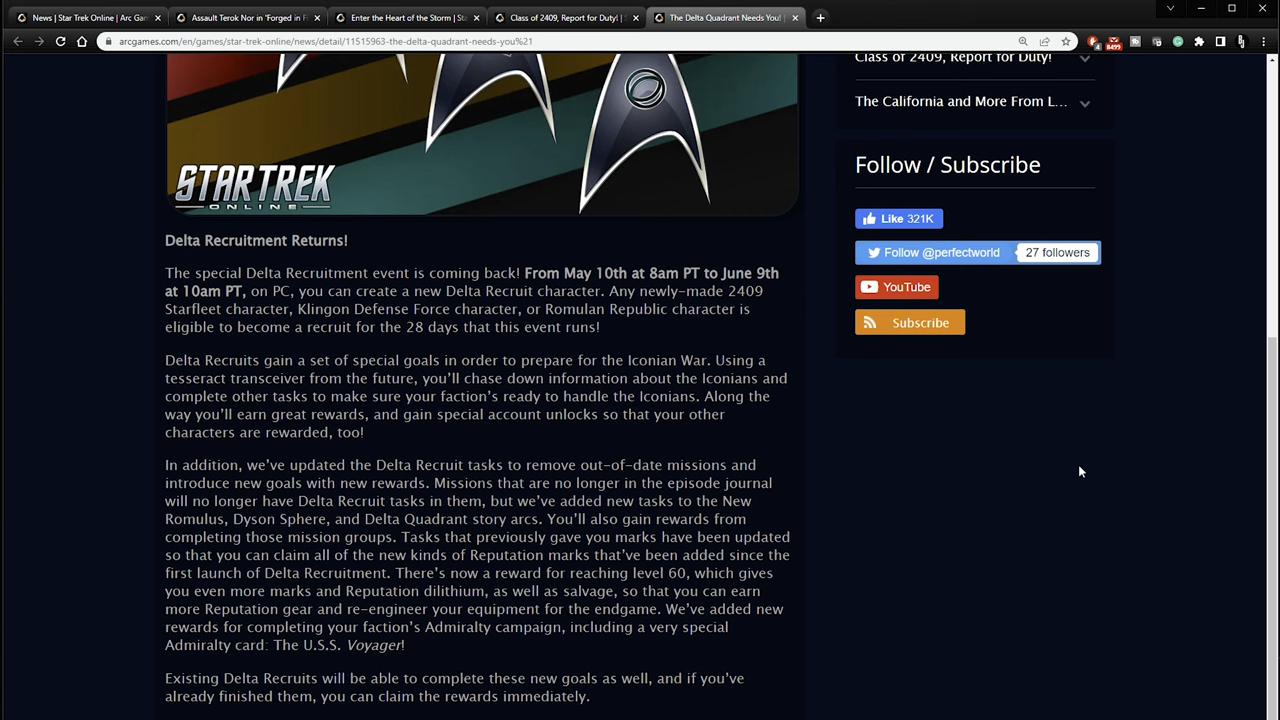 News | Star Trek Online | Arc Gam
Assault Terok Nor in 'Forged in F
Enter the Heart of the Storm | Sta
Class of 2409, Report for Duty! | S
The Delta Quadrant Needs You! |
arcgames.com/en/games/star-trek-online/news/detail/11515963-the-delta-quadrant-needs-you%21
4
8499
Class of 2409, Report for Duty!
The California and More From L...
Follow / Subscribe
Like 321K
Follow @perfectworld
27 followers
YouTube
Subscribe
STAR TREK
ONLINE
Delta Recruitment Returns!
The special Delta Recruitment event is coming back! From May 10th at 8am PT to June 9th
at 10am PT, on PC, you can create a new Delta Recruit character. Any newly-made 2409
Starfleet character, Klingon Defense Force character, or Romulan Republic character is
eligible to become a recruit for the 28 days that this event runs!
Delta Recruits gain a set of special goals in order to prepare for the Iconian War. Using a
tesseract transceiver from the future, you'll chase down information about the Iconians and
complete other tasks to make sure your faction's ready to handle the Iconians. Along the
way you'll earn great rewards, and gain special account unlocks so that your other
characters are rewarded, too!
In addition, we've updated the Delta Recruit tasks to remove out-of-date missions and
introduce new goals with new rewards. Missions that are no longer in the episode journal
will no longer have Delta Recruit tasks in them, but we've added new tasks to the New
Romulus, Dyson Sphere, and Delta Quadrant story arcs. You'll also gain rewards from
completing those mission groups. Tasks that previously gave you marks have been updated
so that you can claim all of the new kinds of Reputation marks that've been added since the
first launch of Delta Recruitment. There's now a reward for reaching level 60, which gives
you even more marks and Reputation dilithium, as well as salvage, so that you can earn
more Reputation gear and re-engineer your equipment for the endgame. We've added new
rewards for completing your faction's Admiralty campaign, including a very special
Admiralty card: The U.S.S. Voyager!
Existing Delta Recruits will be able to complete these new goals as well, and if you've
already finished them, you can claim the rewards immediately.